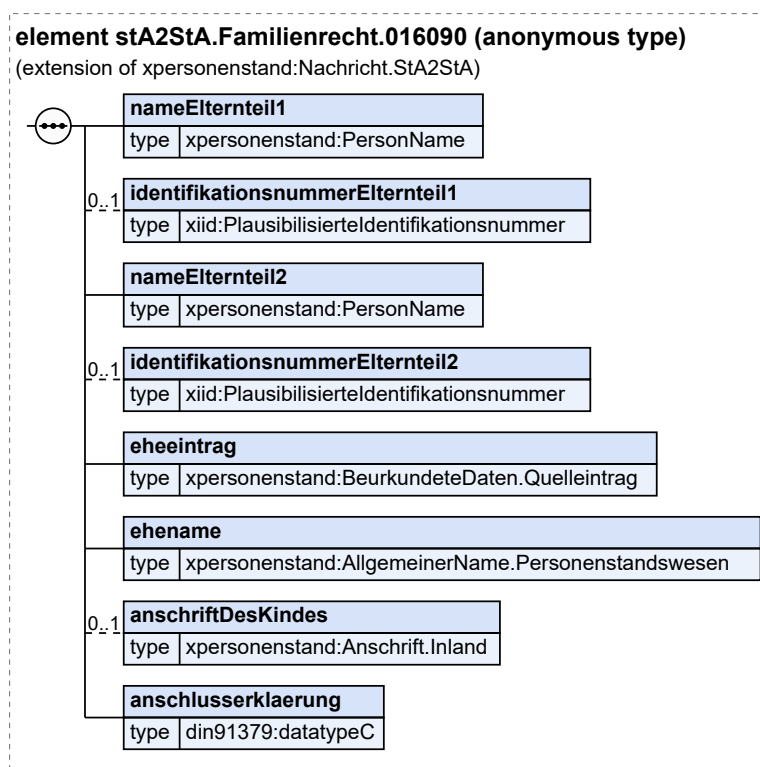 element stA2StA.Familienrecht.016090 (anonymous type)
(extension of xpersonenstand:Nachricht.StA2StA)
nameElternteil1
type xpersonenstand:PersonName
0..1 identifikationsnummerElternteil1
type xiid:PlausibilisierteIdentifikationsnummer
nameElternteil2
type xpersonenstand:PersonName
0..1 identifikationsnummerElternteil2
type xiid:PlausibilisierteIdentifikationsnummer
eheeintrag
type xpersonenstand:BeurkundeteDaten.Quelleintrag
ehename
type xpersonenstand:AllgemeinerName.Personenstandswesen
0..1 anschriftDesKindes
type xpersonenstand:Anschrift.Inland
anschlusserklaerung
type din91379:datatypeC